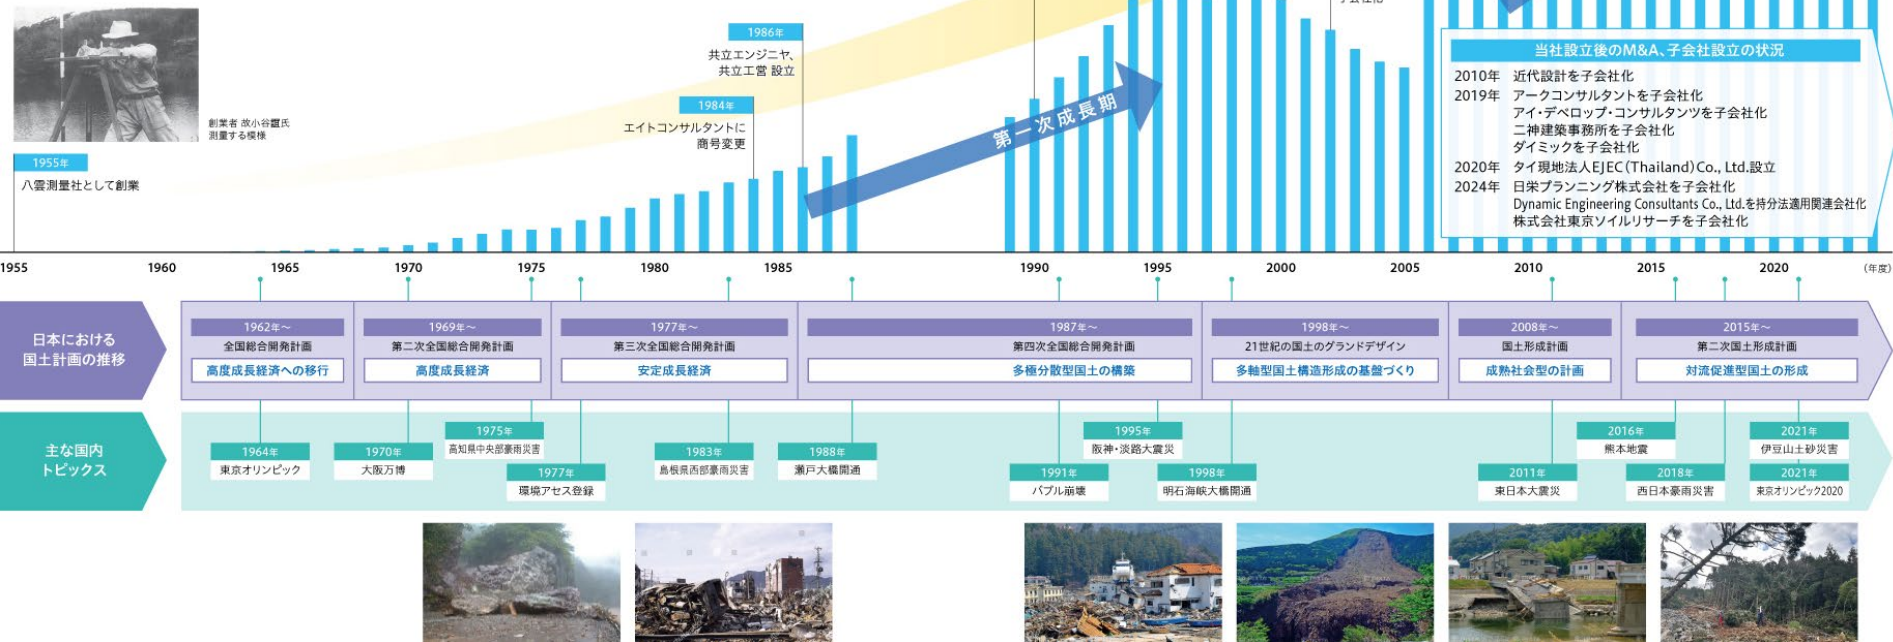 創業者 故小谷霻氏
測量する模様
1955年
八雲測量社として創業
1984年
エイトコンサルタントに
商号変更
1986年
共立エンジニヤ、
共立工営 設立
第一次成長期
当社設立後のM&A、子会社設立の状況
2010年 近代設計を子会社化
2019年 アークコンサルタントを子会社化
アイ・デベロップ・コンサルタンツを子会社化
二神建築事務所を子会社化
ダイミックを子会社化
2020年 タイ現地法人EJEC(Thailand)Co., Ltd.設立
2024年 日栄プランニング株式会社を子会社化
Dynamic Engineering Consultants Co., Ltd.を持分法適用関連会社化
株式会社東京ソイルリサーチを子会社化
1955 1960 1965 1970 1975 1980 1985 1990 1995 2000 2005 2010 2015 2020 (年度)
日本における
国土計画の推移
1962年~
全国総合開発計画
高度成長経済への移行
1969年~
第二次全国総合開発計画
高度成長経済
1977年~
第三次全国総合開発計画
安定成長経済
1987年~
第四次全国総合開発計画
多極分散型国土の構築
1998年~
21世紀の国土のグランドデザイン
多軸型国土構造形成の基盤づくり
2008年~
国土形成計画
成熟社会型の計画
2015年~
第二次国土形成計画
対流促進型国土の形成
主な国内
トピックス
1964年
東京オリンピック
1970年
大阪万博
1975年
高知県中央部豪雨災害
1977年
環境アセス登録
1983年
島根県西部豪雨災害
1988年
瀬戸大橋開通
1991年
バブル崩壊
1995年
阪神・淡路大震災
1998年
明石海峡大橋開通
2011年
東日本大震災
2016年
熊本地震
2018年
西日本豪雨災害
2021年
伊豆山土砂災害
2021年
東京オリンピック2020